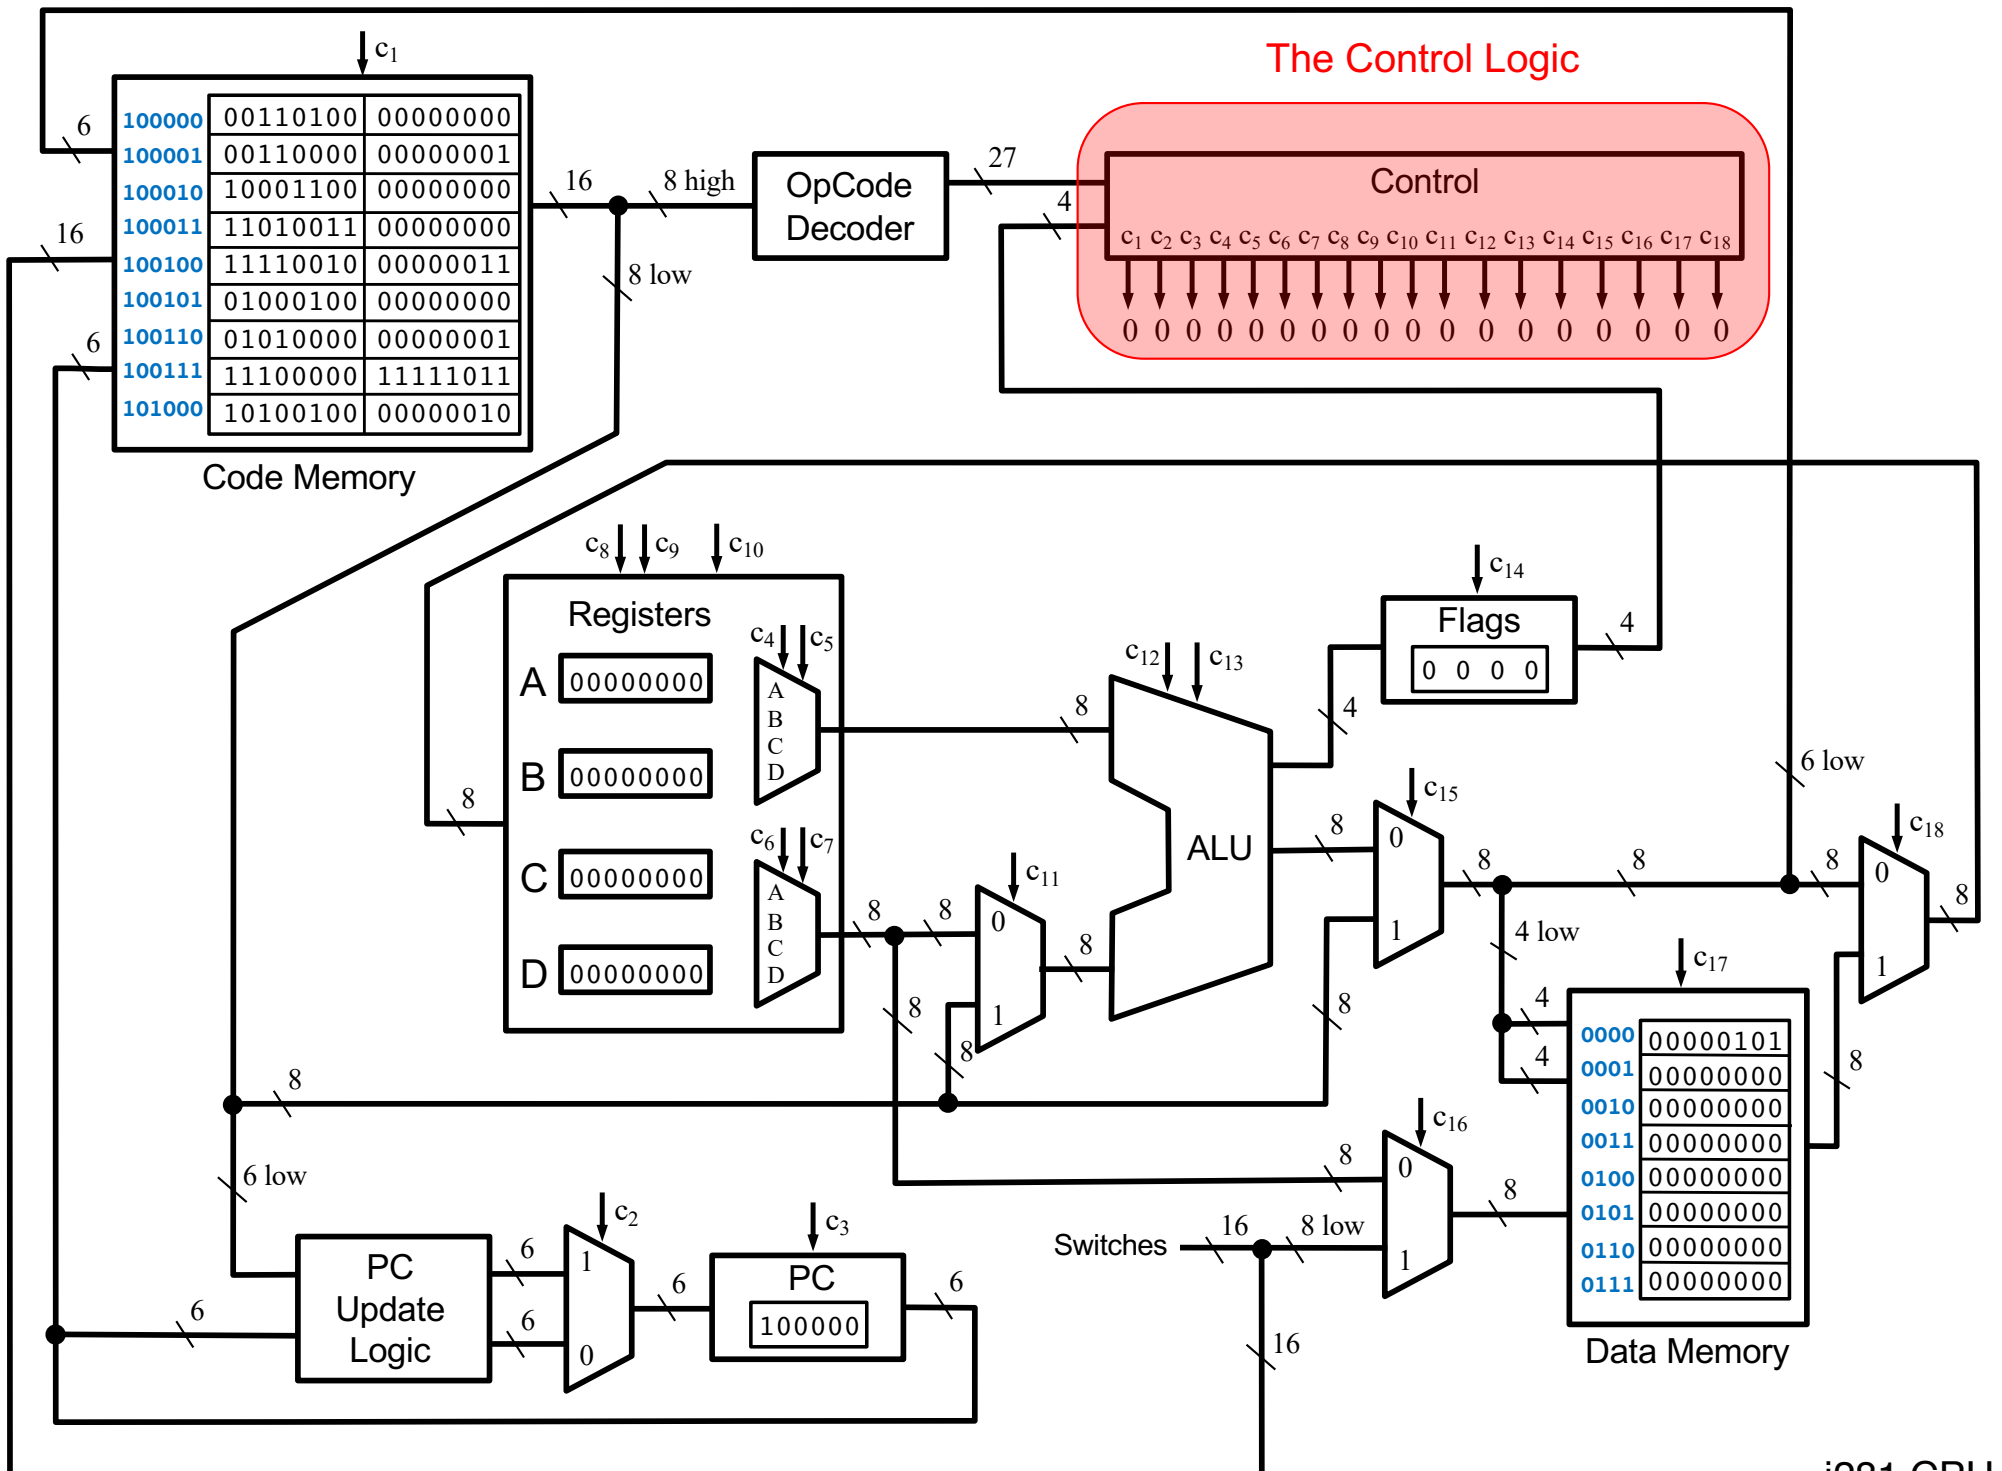 The Control Logic
c1
6
16
6
100000 00110100 00000000
100001 00110000 00000001
100010 10001100 00000000
100011 11010011 00000000
100100 11110010 00000011
100101 01000100 00000000
100110 01010000 00000001
100111 11100000 11111011
101000 10100100 00000010
Code Memory
16
8 high
8 low
OpCode
Decoder
27
4
Control
c1 c2 c3 c4 c5 c6 c7 c8 c9 c10 c11 c12 c13 c14 c15 c16 c17 c18
0 0 0 0 0 0 0 0 0 0 0 0 0 0 0 0 0 0
c8 c9 c10
Registers
A 00000000
B 00000000
C 00000000
D 00000000
8
c4 c5
A
B
C
D
c6 c7
A
B
C
D
8
8
8
8
c11
0
1
8
8
c12 c13
ALU
4
c14
Flags
0 0 0 0
4
8
c15
0
1
8
8
8
6 low
8
c18
0
1
8
4 low
4
4
c17
0000 00000101
0001 00000000
0010 00000000
0011 00000000
0100 00000000
0101 00000000
0110 00000000
0111 00000000
Data Memory
8
8
6 low
6
PC
Update
Logic
6
6
c2
1
0
6
c3
PC
100000
6
Switches
16
8 low
16
8
c16
0
1
8